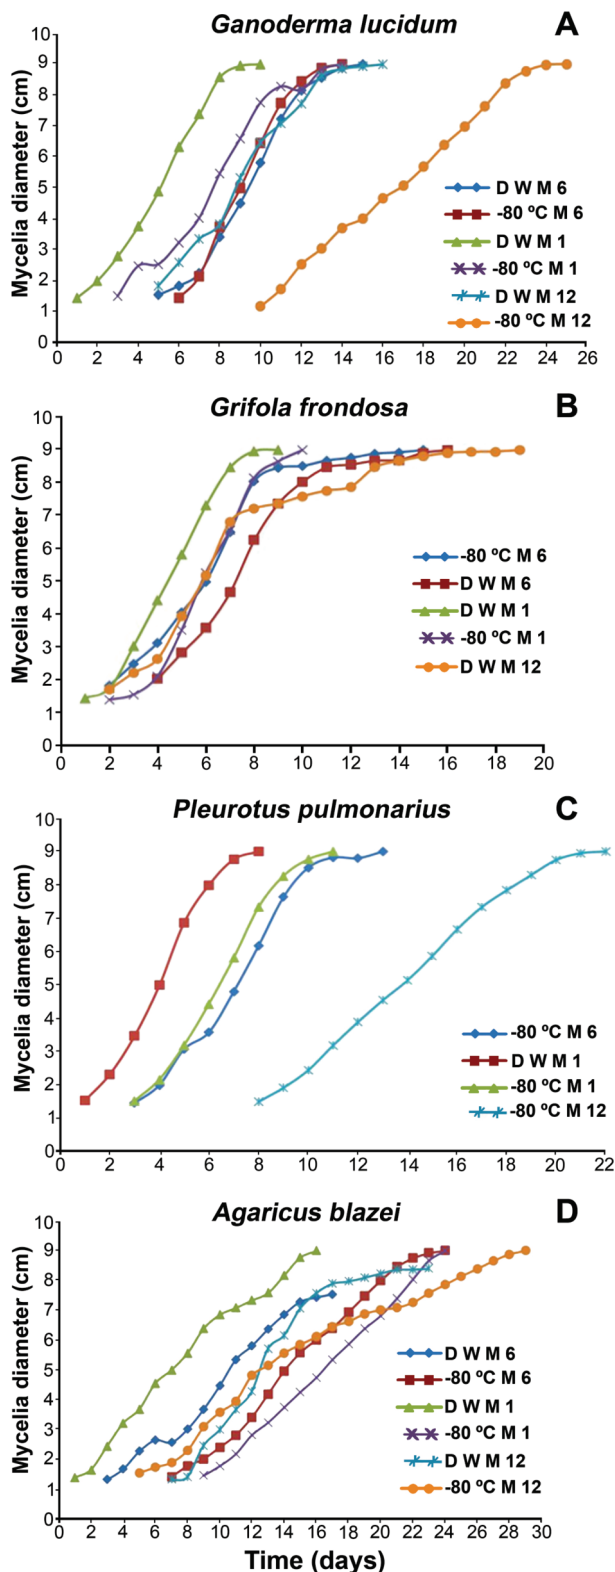 Ganoderma lucidum
A
Mycelia diameter (cm)
10
9
8
7
6
5
4
3
2
1
0
D W M 6
-80 ºC M 6
D W M 1
-80 ºC M 1
D W M 12
-80 ºC M 12
0 2 4 6 8 10 12 14 16 18 20 22 24 26
Grifola frondosa
B
Mycelia diameter (cm)
10
9
8
7
6
5
4
3
2
1
0
-80 ºC M 6
D W M 6
D W M 1
-80 ºC M 1
D W M 12
0 2 4 6 8 10 12 14 16 18 20
Pleurotus pulmonarius
C
Mycelia diameter (cm)
10
9
8
7
6
5
4
3
2
1
0
-80 ºC M 6
D W M 1
-80 ºC M 1
-80 ºC M 12
0 2 4 6 8 10 12 14 16 18 20 22
Agaricus blazei
D
Mycelia diameter (cm)
10
9
8
7
6
5
4
3
2
1
0
D W M 6
-80 ºC M 6
D W M 1
-80 ºC M 1
D W M 12
-80 ºC M 12
0 2 4 6 8 10 12 14 16 18 20 22 24 26 28 30
Time (days)